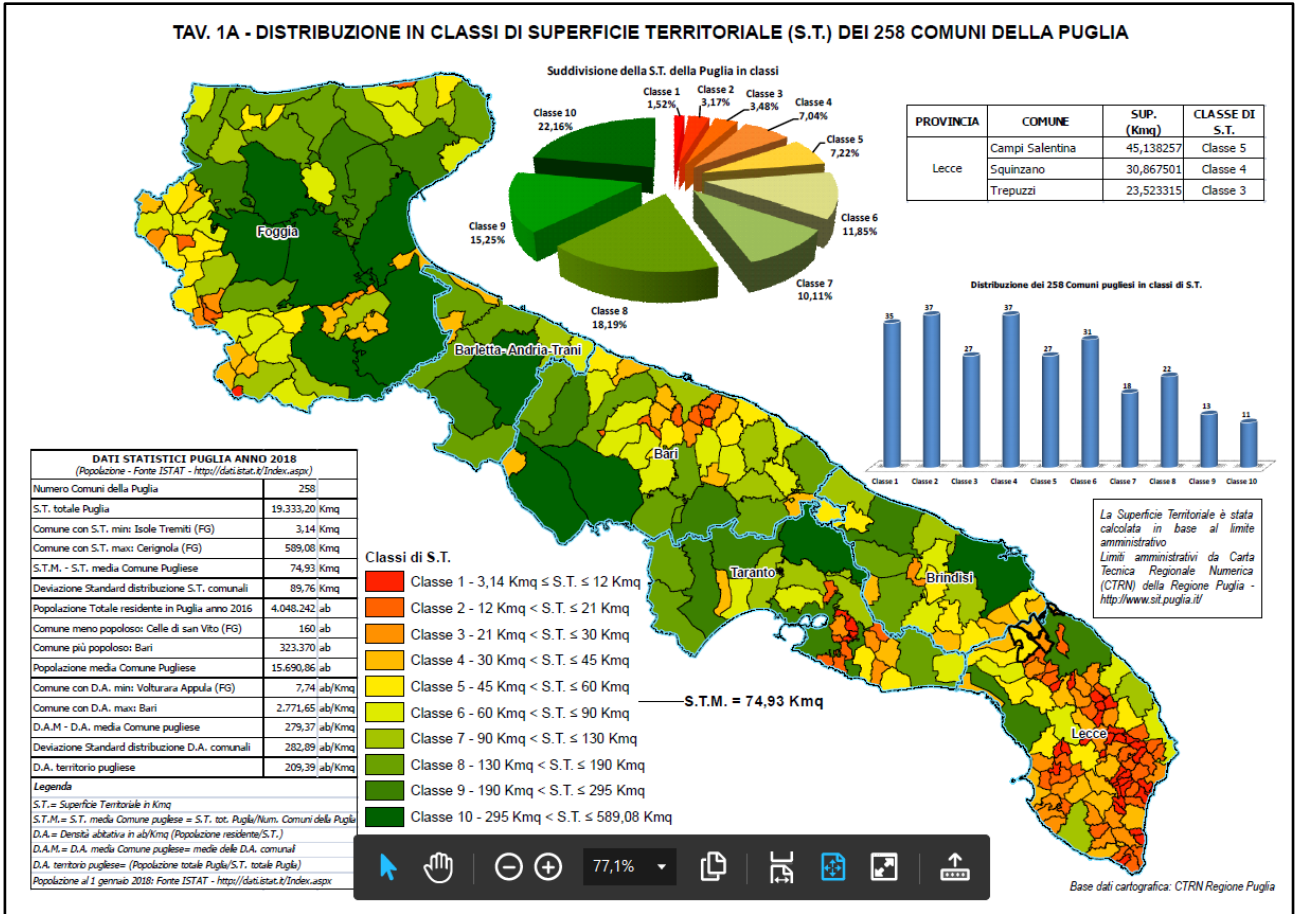 TAV. 1A - DISTRIBUZIONE IN CLASSI DI SUPERFICIE TERRITORIALE (S.T.) DEI 258 COMUNI DELLA PUGLIA
Suddivisione della S.T. della Puglia in classi
Classe 1
1,52%
Classe 2
3,17%
Classe 3
3,48%
Classe 4
7,04%
Classe 5
7,22%
Classe 6
11,85%
Classe 7
10,11%
Classe 8
18,19%
Classe 9
15,25%
Classe 10
22,16%
PROVINCIA COMUNE SUP. (Kmq) CLASSE DI S.T.
Lecce
Campi Salentina 45,138257 Classe 5
Squinzano 30,867501 Classe 4
Trepuzzi 23,523315 Classe 3
Distribuzione dei 258 Comuni pugliesi in classi di S.T.
35 37 27 37 27 31 18 22 13 11
Classe 1 Classe 2 Classe 3 Classe 4 Classe 5 Classe 6 Classe 7 Classe 8 Classe 9 Classe 10
Foggia
Barletta-Andria-Trani
Bari
Taranto
Brindisi
Lecce
La Superficie Territoriale è stata
calcolata in base al limite
amministrativo
Limiti amministrativi da Carta
Tecnica Regionale Numerica
(CTRN) della Regione Puglia -
http://www.sit.puglia.it/
DATI STATISTICI PUGLIA ANNO 2018
(Popolazione - Fonte ISTAT - http://dati.istat.it/Index.aspx)
Numero Comuni della Puglia 258
S.T. totale Puglia 19.333,20 Kmq
Comune con S.T. min: Isole Tremiti (FG) 3,14 Kmq
Comune con S.T. max: Cerignola (FG) 589,08 Kmq
S.T.M. - S.T. media Comune Pugliese 74,93 Kmq
Deviazione Standard distribuzione S.T. comunali 89,76 Kmq
Popolazione Totale residente in Puglia anno 2016 4.048.242 ab
Comune meno popoloso: Celle di san Vito (FG) 160 ab
Comune più popoloso: Bari 323.370 ab
Popolazione media Comune Pugliese 15.690,86 ab
Comune con D.A. min: Volturara Appula (FG) 7,74 ab/Kmq
Comune con D.A. max: Bari 2.771,65 ab/Kmq
D.A.M - D.A. media Comune pugliese 279,37 ab/Kmq
Deviazione Standard distribuzione D.A. comunali 282,89 ab/Kmq
D.A. territorio pugliese 209,39 ab/Kmq
Legenda
S.T.= Superficie Territoriale in Kmq
S.T.M.= S.T. media Comune pugliese = S.T. tot. Puglia/Num. Comuni della Puglia
D.A.= Densità abitativa in ab/Kmq (Popolazione residente/S.T.)
D.A.M.= D.A. media Comune pugliese= medie delle D.A. comunali
D.A. territorio pugliese= (Popolazione totale Puglia/S.T. totale Puglia)
Popolazione al 1 gennaio 2018: Fonte ISTAT - http://dati.istat.it/Index.aspx
Classi di S.T.
Classe 1 - 3,14 Kmq ≤ S.T. ≤ 12 Kmq
Classe 2 - 12 Kmq < S.T. ≤ 21 Kmq
Classe 3 - 21 Kmq < S.T. ≤ 30 Kmq
Classe 4 - 30 Kmq < S.T. ≤ 45 Kmq
Classe 5 - 45 Kmq < S.T. ≤ 60 Kmq
Classe 6 - 60 Kmq < S.T. ≤ 90 Kmq
Classe 7 - 90 Kmq < S.T. ≤ 130 Kmq
Classe 8 - 130 Kmq < S.T. ≤ 190 Kmq
Classe 9 - 190 Kmq < S.T. ≤ 295 Kmq
Classe 10 - 295 Kmq < S.T. ≤ 589,08 Kmq
S.T.M. = 74,93 Kmq
77,1%
Base dati cartografica: CTRN Regione Puglia